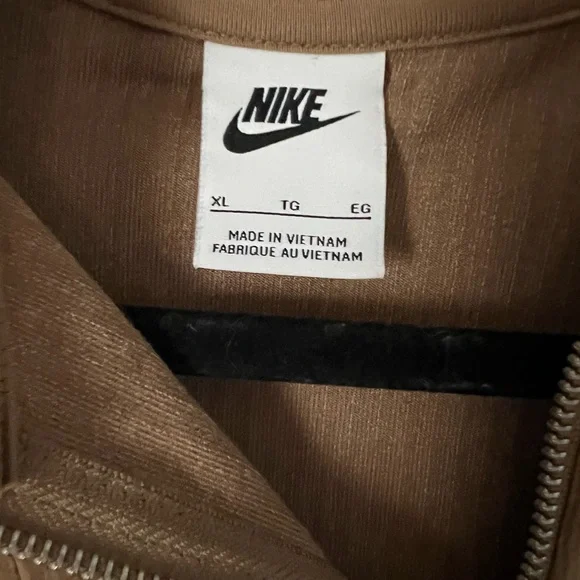 NIKE
XL TG EG
MADE IN VIETNAM
FABRIQUE AU VIETNAM